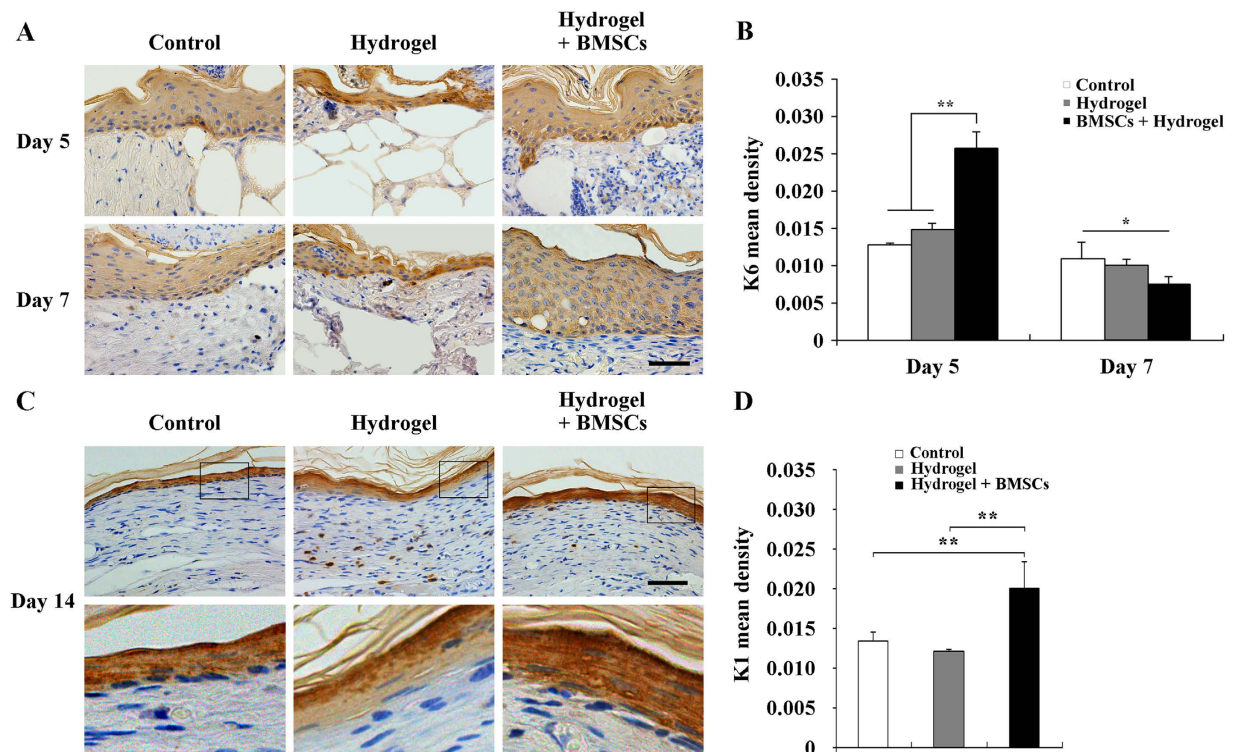 A
Control
Hydrogel
Hydrogel
+ BMSCs
Day 5
Day 7
B
K6 mean density
0.035
0.030
0.025
0.020
0.015
0.010
0.005
0
Control
Hydrogel
BMSCs + Hydrogel
**
*
Day 5
Day 7
C
Control
Hydrogel
Hydrogel
+ BMSCs
Day 14
D
K1 mean density
0.035
0.030
0.025
0.020
0.015
0.010
0.005
0.000
Control
Hydrogel
Hydrogel + BMSCs
**
**